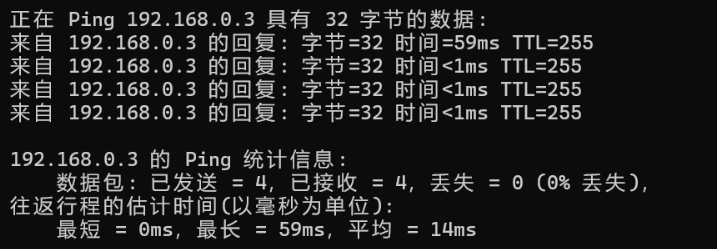 正在 Ping 192.168.0.3 具有 32 字节的数据:
来自 192.168.0.3 的回复: 字节=32 时间=59ms TTL=255
来自 192.168.0.3 的回复: 字节=32 时间<1ms TTL=255
来自 192.168.0.3 的回复: 字节=32 时间<1ms TTL=255
来自 192.168.0.3 的回复: 字节=32 时间<1ms TTL=255
192.168.0.3 的 Ping 统计信息:
数据包: 已发送 = 4, 已接收 = 4, 丢失 = 0 (0% 丢失),
往返行程的估计时间(以毫秒为单位):
最短 = 0ms, 最长 = 59ms, 平均 = 14ms